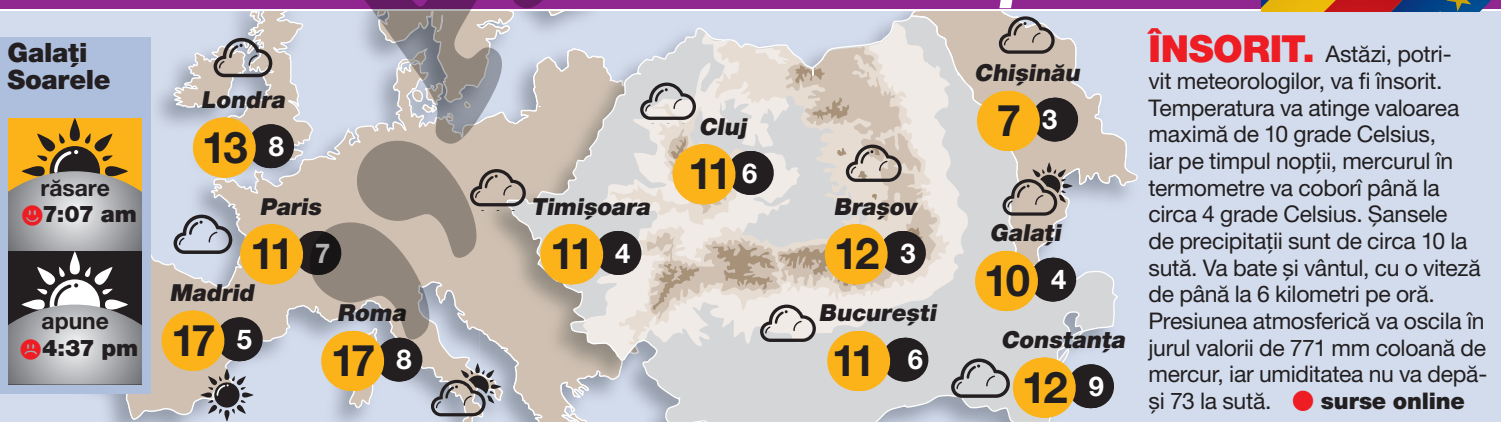 Galați
Soarele
răsare
7:07 am
apune
4:37 pm
Londra
13 8
Paris
11 7
Madrid
17 5
Roma
17 8
Timișoara
11 4
Cluj
11 6
Brașov
12 3
București
11 6
Chișinău
7 3
Galați
10 4
Constanța
12 9
ÎNSORIT. Astăzi, potri-
vit meteorologilor, va fi însorit.
Temperatura va atinge valoarea
maximă de 10 grade Celsius,
iar pe timpul nopții, mercurul în
termometre va coborî până la
circa 4 grade Celsius. Șansele
de precipitații sunt de circa 10 la
sută. Va bate și vântul, cu o viteză
de până la 6 kilometri pe oră.
Presiunea atmosferică va oscila în
jurul valorii de 771 mm coloană de
mercur, iar umiditatea nu va depă-
și 73 la sută. surse online